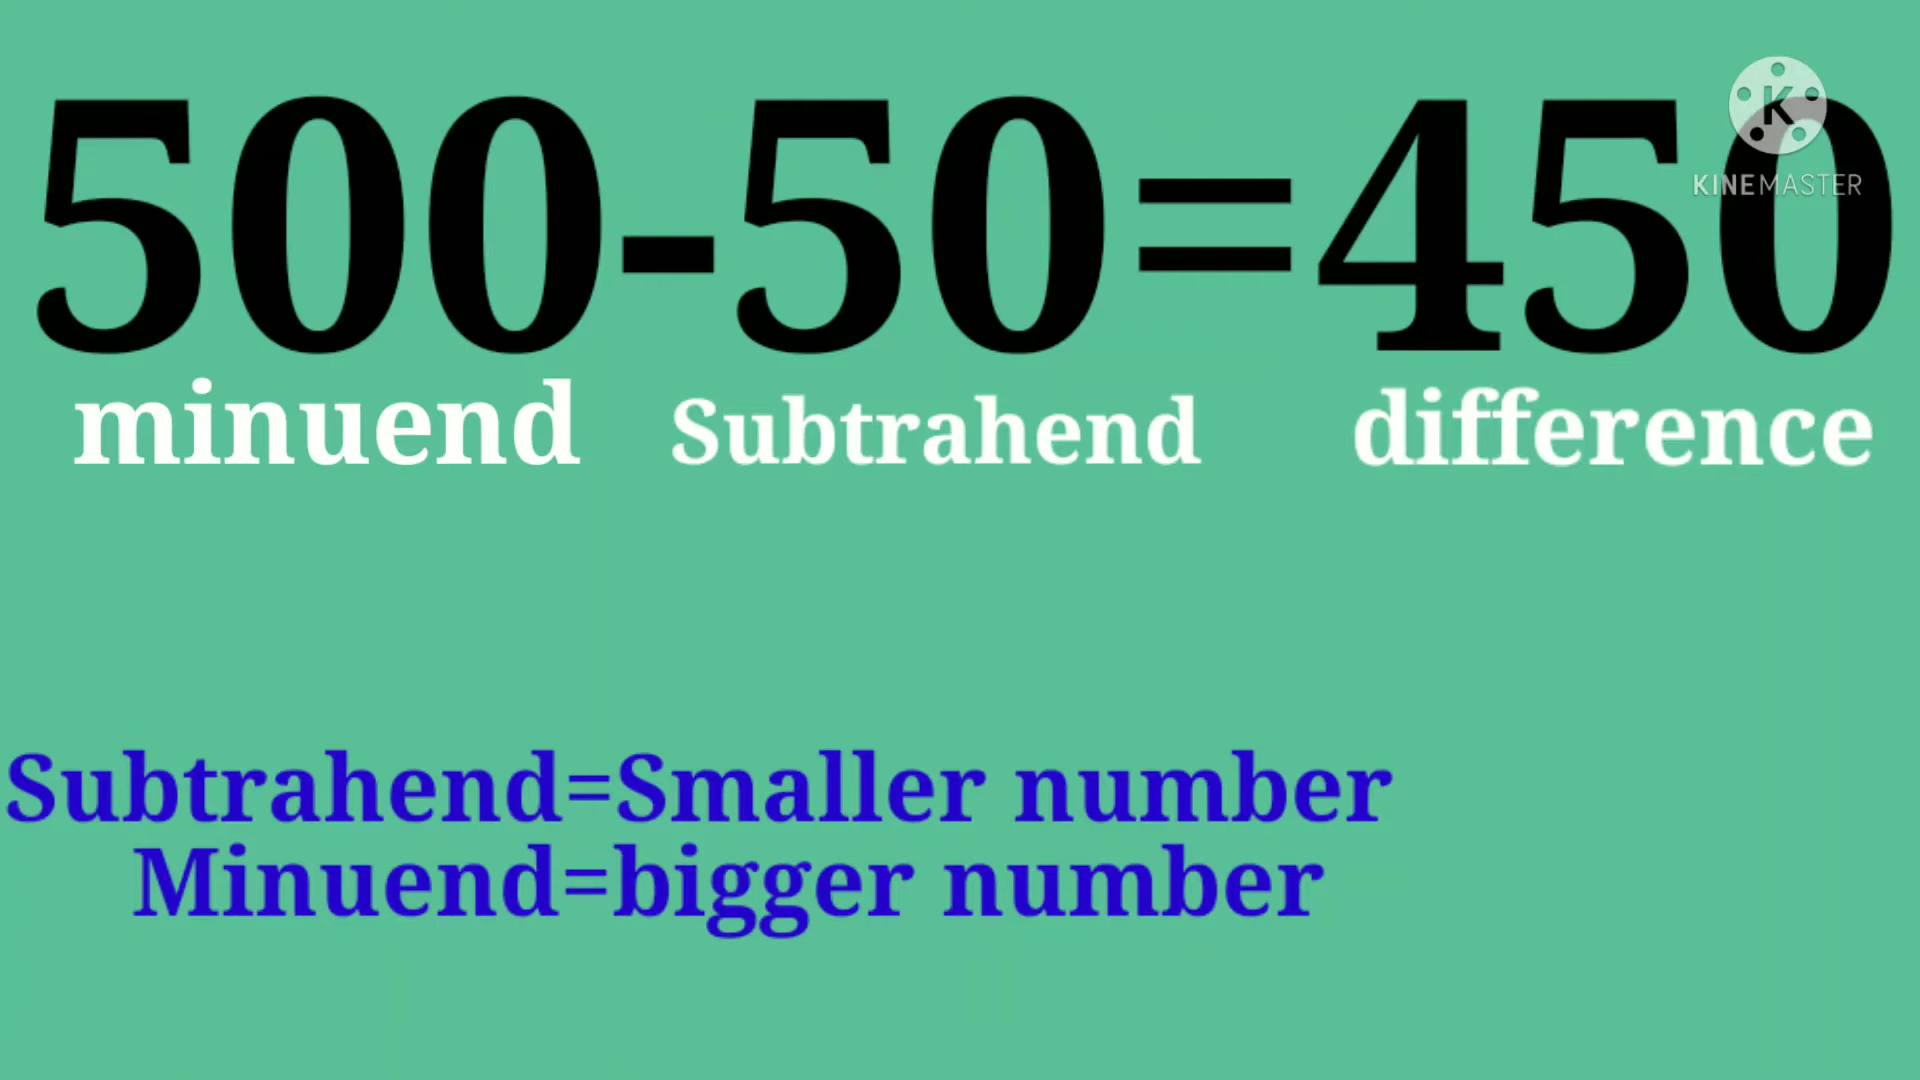 500-50=450
KINEMASTER
minuend Subtrahend difference
Subtrahend=Smaller number
Minuend=bigger number